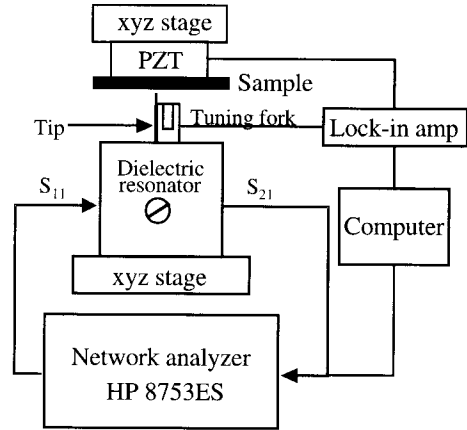 xyz stage
PZT
Sample
Tip
Tuning fork
Lock-in amp
Dielectric
resonator
S11
S21
Computer
xyz stage
Network analyzer
HP 8753ES